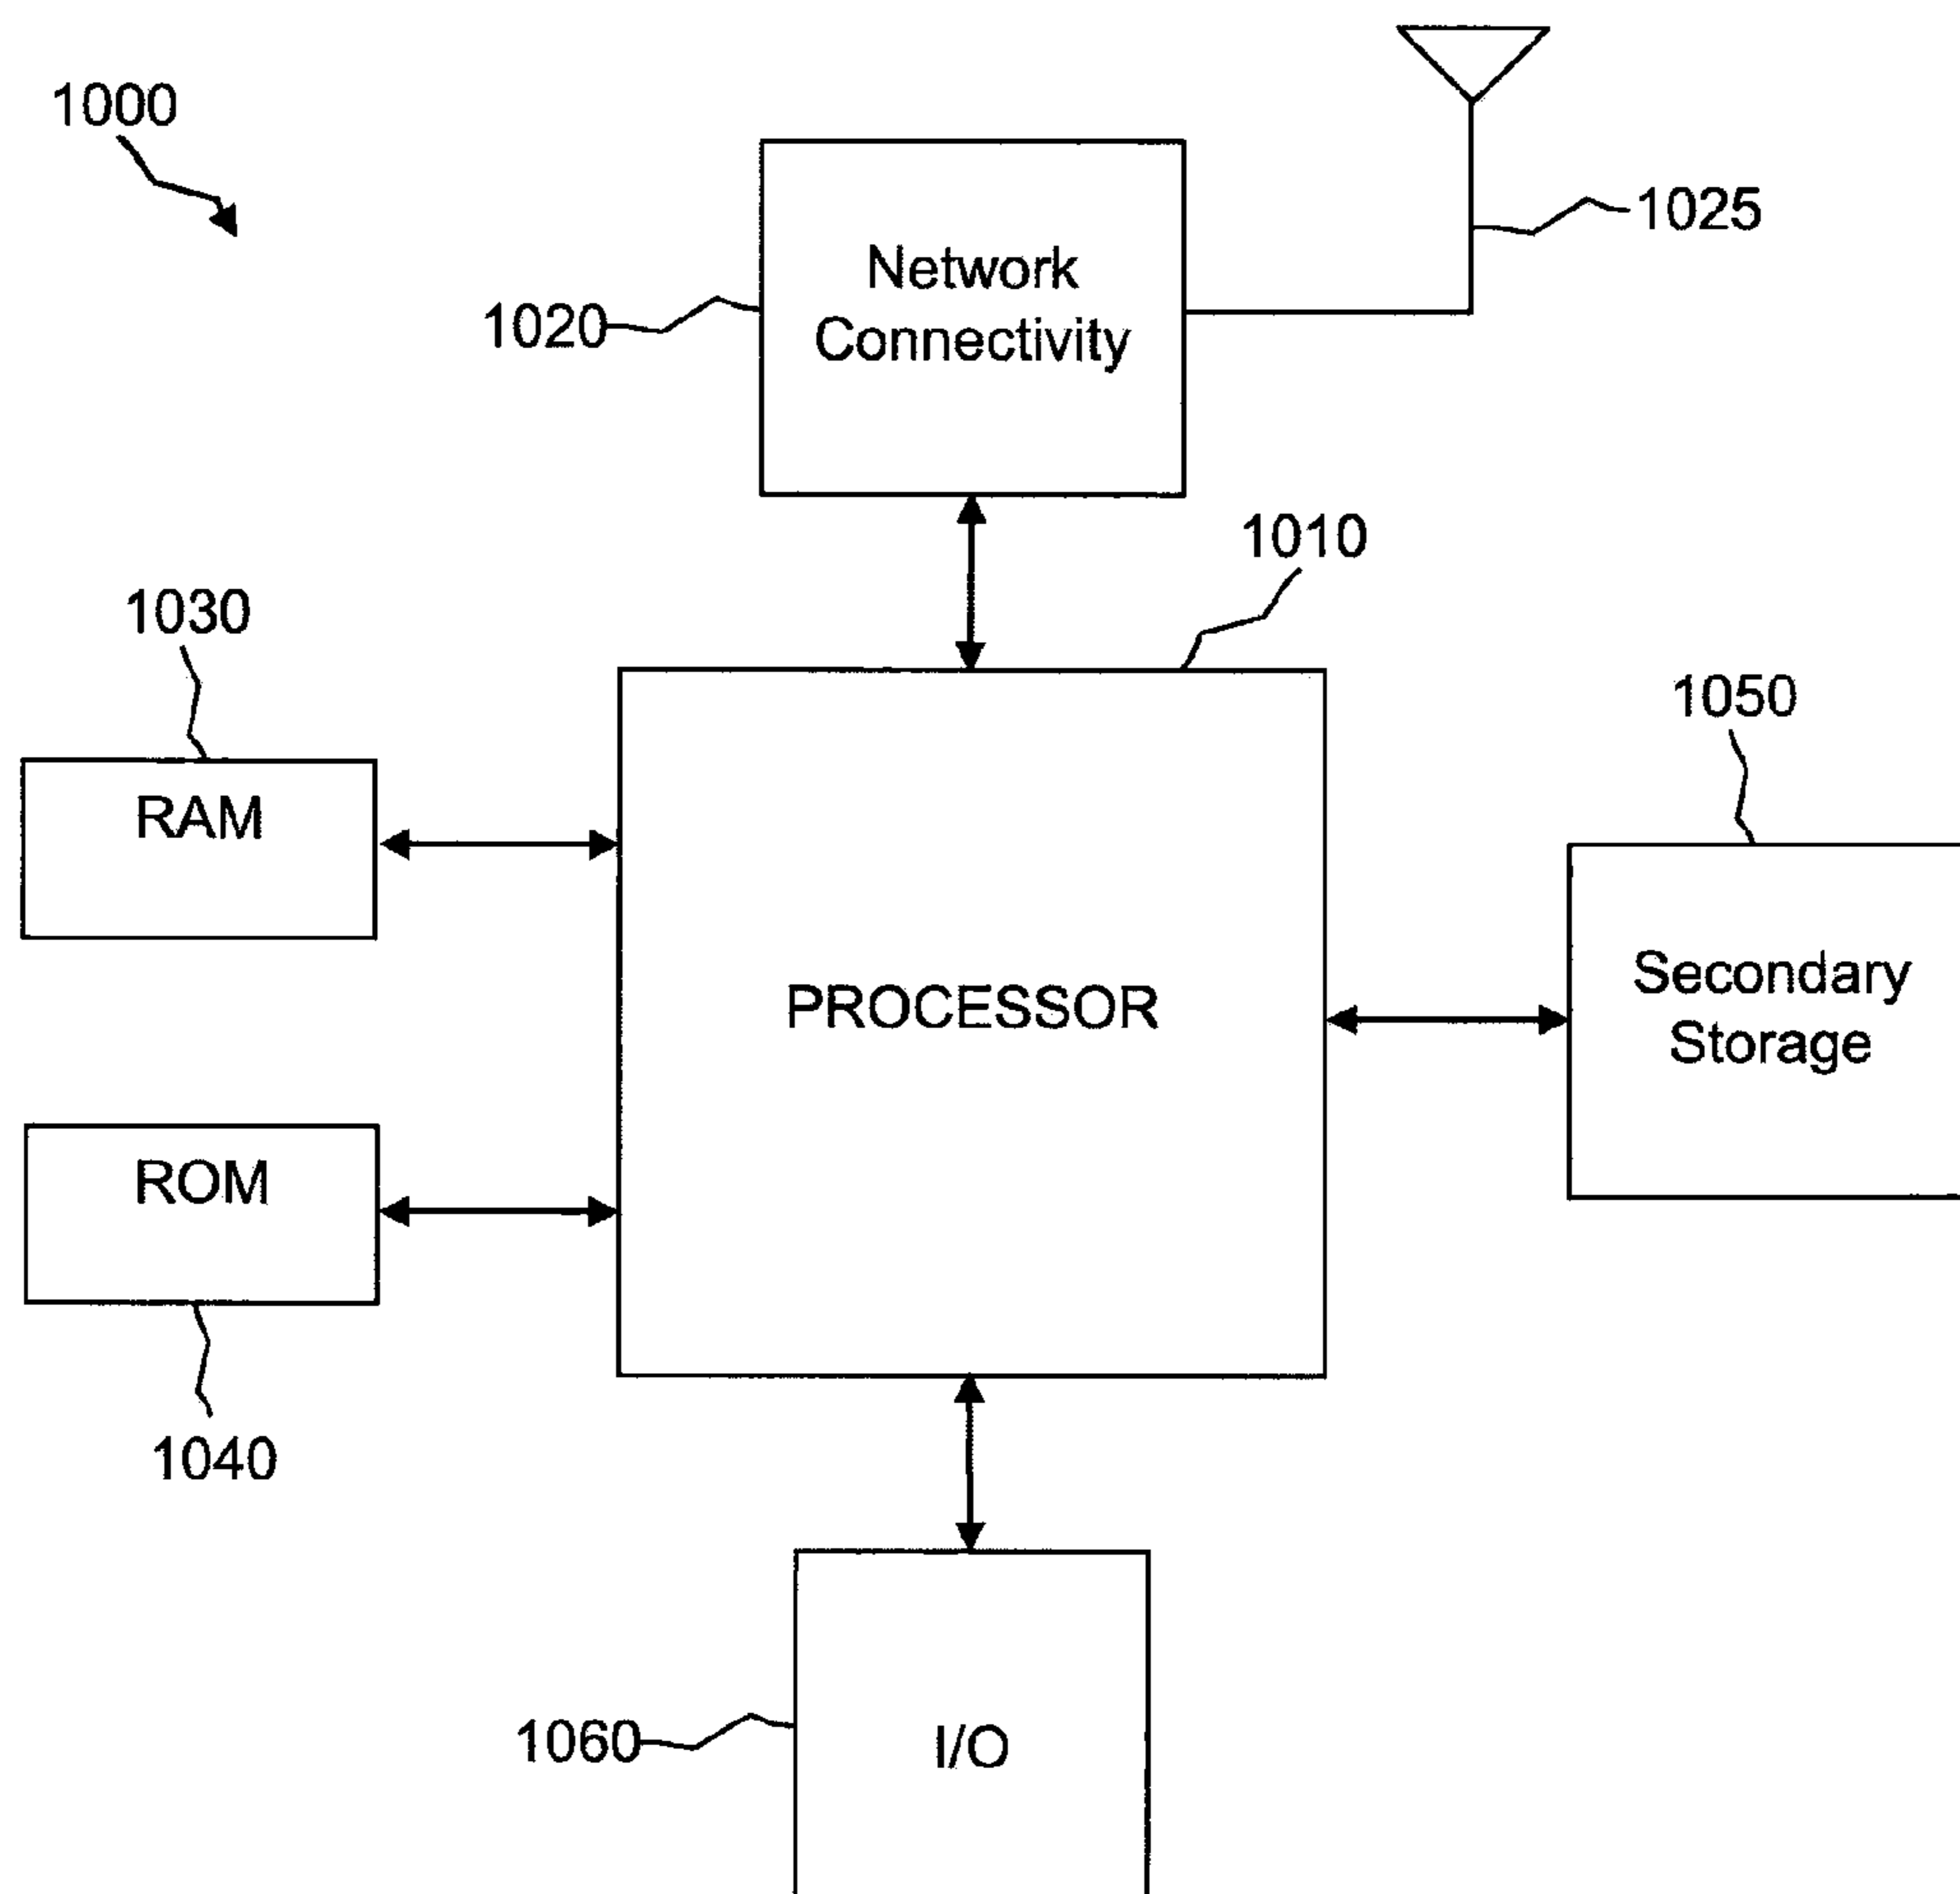 1000
Network
Connectivity
1025
1020
1010
1030
1050
RAM
PROCESSOR
Secondary
Storage
ROM
1040
1060
I/O